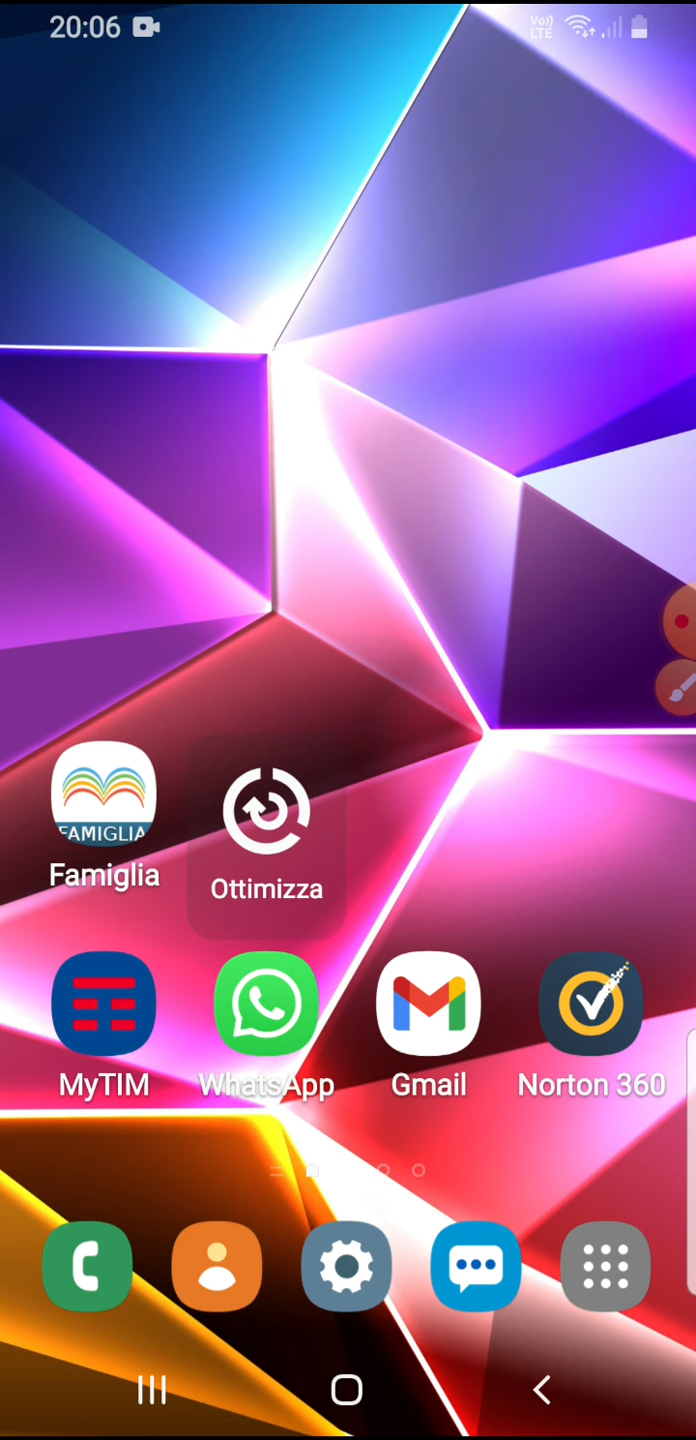 20:06
Vo))
LTE
FAMIGLIA
Famiglia
Ottimizza
MyTIM
WhatsApp
Gmail
Norton 360